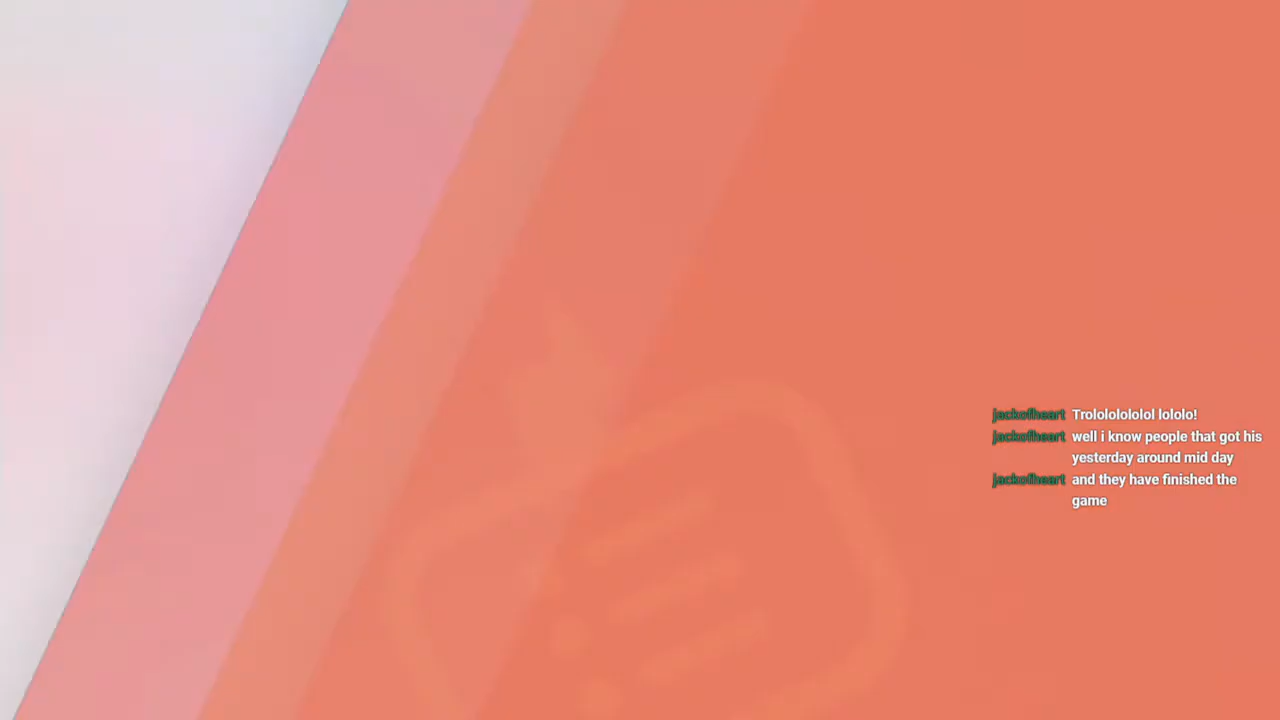 jackofheart Trolololololol lololo!
jackofheart well i know people that got his
yesterday around mid day
jackofheart and they have finished the
game